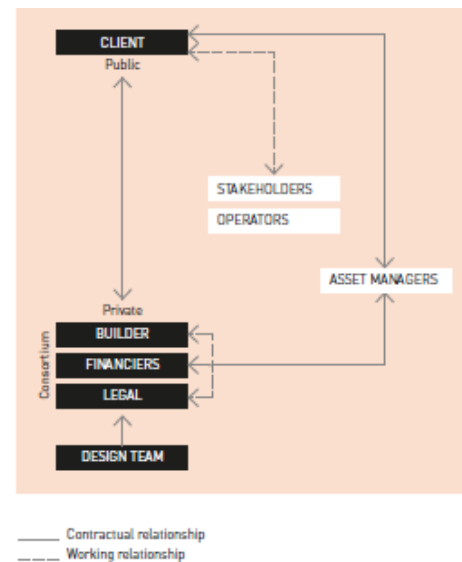 CLIENT
Public
STAKEHOLDERS
OPERATORS
ASSET MANAGERS
Private
Consortium
BUILDER
FINANCIERS
LEGAL
DESIGN TEAM
Contractual relationship
Working relationship